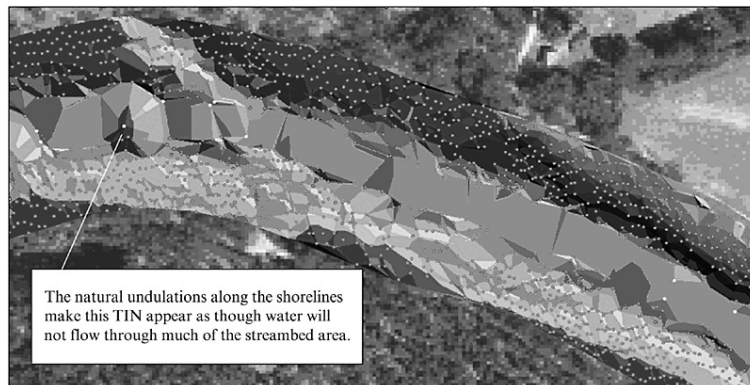 The natural undulations along the shorelines
make this TIN appear as though water will
not flow through much of the streambed area.